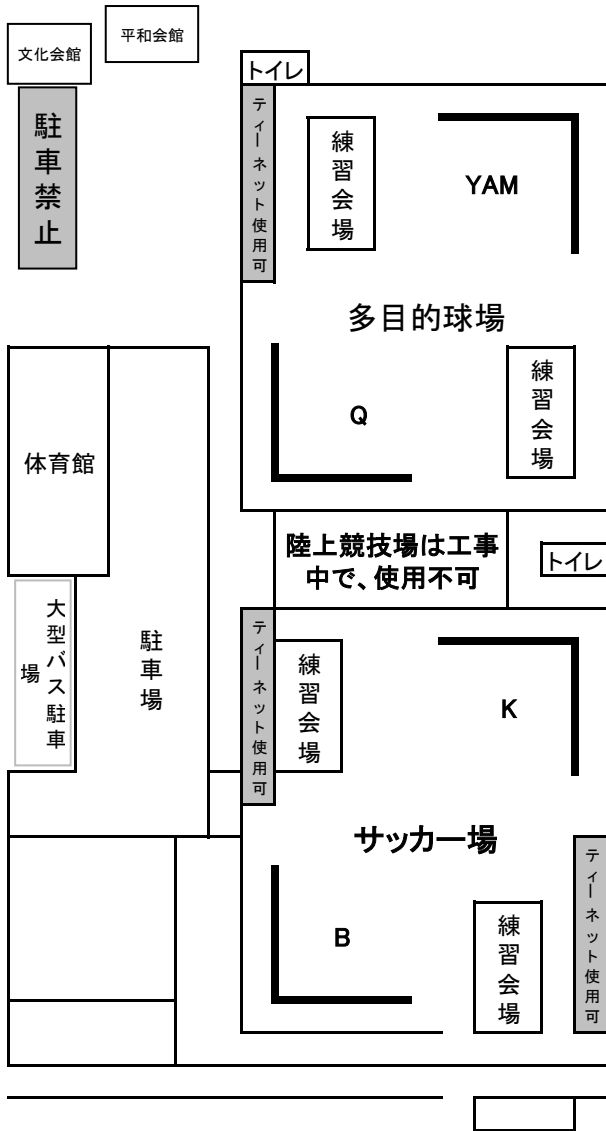 平和会館
文化会館
トイレ
駐車禁止
ティーネット使用可
練習会場
YAM
多目的球場
練習会場
Q
体育館
陸上競技場は工事
中で、使用不可
トイレ
大型バス駐車
場
駐車場
ティーネット使用可
練習会場
K
サッカー場
ティーネット使用可
B
練習会場